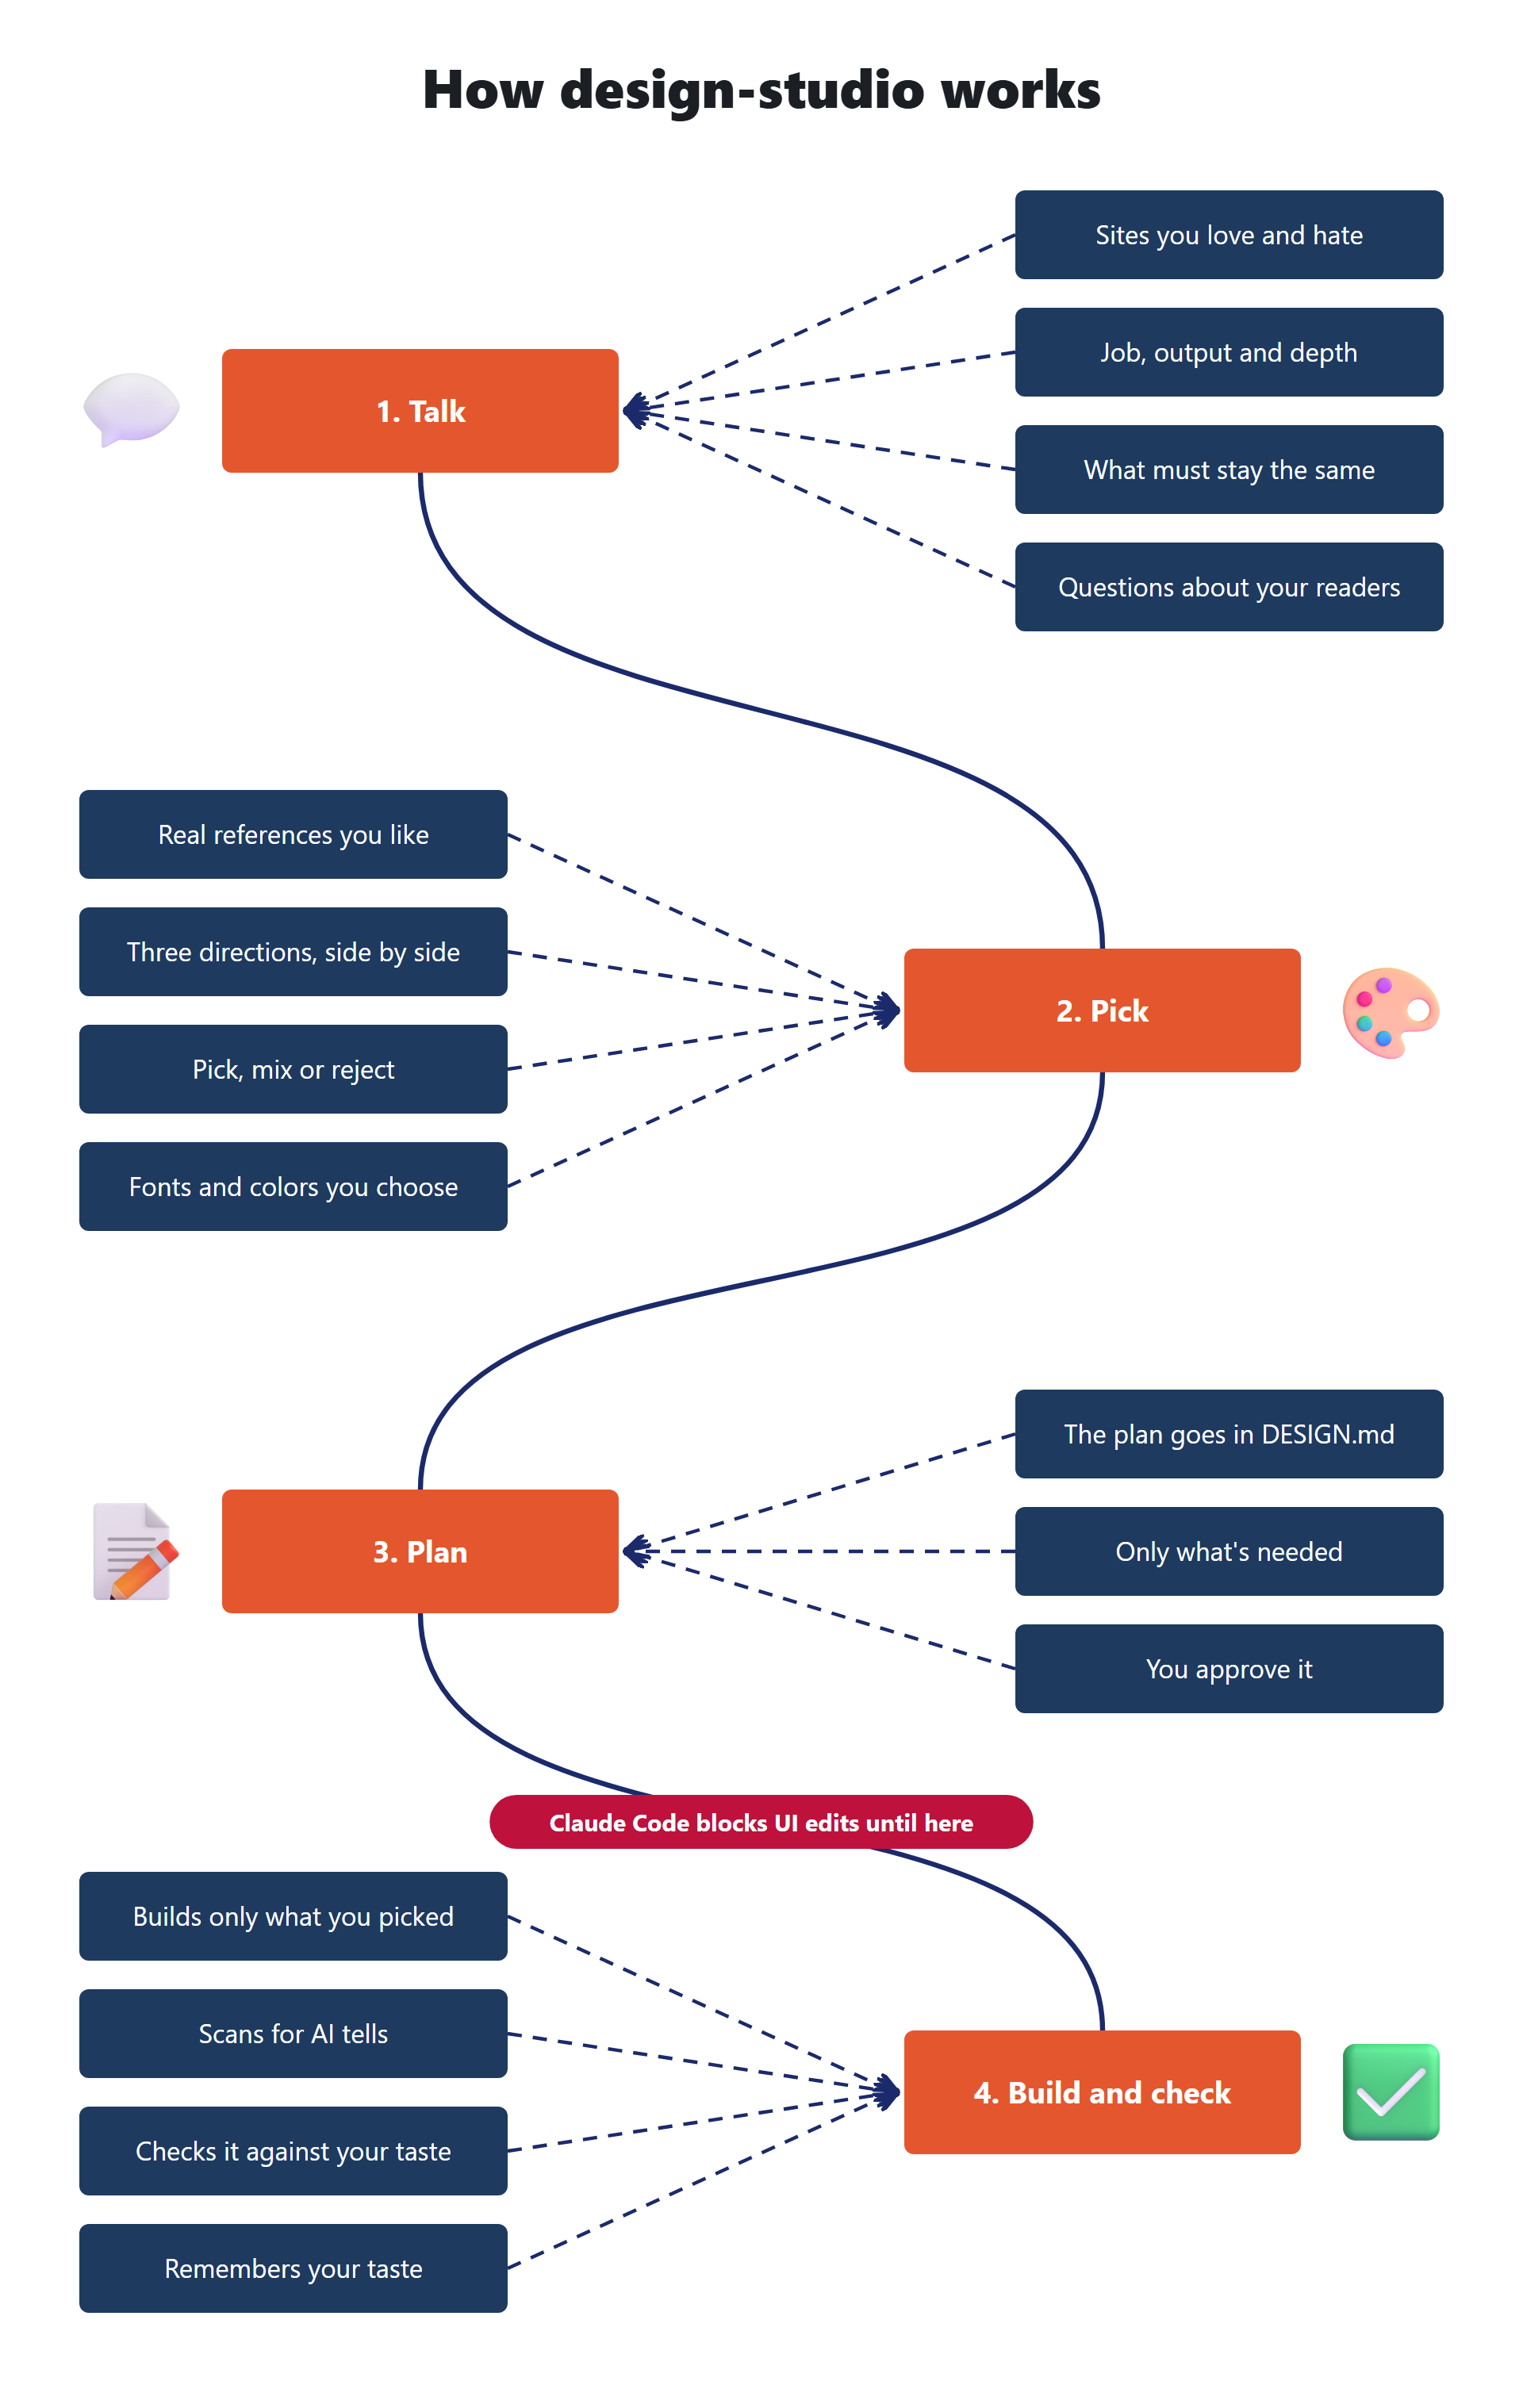 How design-studio works
Sites you love and hate
Job, output and depth
1. Talk
What must stay the same
Questions about your readers
Real references you like
Three directions, side by side
2. Pick
Pick, mix or reject
Fonts and colors you choose
The plan goes in DESIGN.md
3. Plan
Only what's needed
You approve it
Claude Code blocks UI edits until here
Builds only what you picked
Scans for AI tells
4. Build and check
Checks it against your taste
Remembers your taste